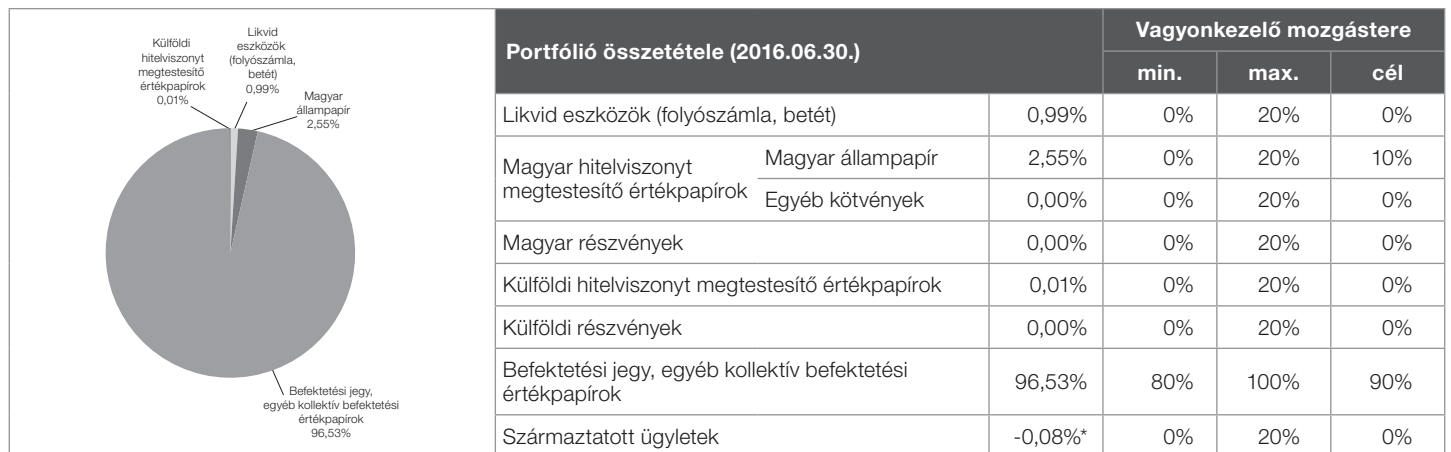 Külföldi
hitelviszonyt
megtestesítő
értékpapírok
0,01%
Likvid
eszközök
(folyószámla,
betét)
0,99%
Magyar
állampapír
2,55%
Befektetési jegy,
egyéb kollektív befektetési
értékpapírok
96,53%
Portfólió összetétele (2016.06.30.) Vagyonkezelő mozgástere
min. max. cél
Likvid eszközök (folyószámla, betét) 0,99% 0% 20% 0%
Magyar hitelviszonyt
megtestesítő értékpapírok
Magyar állampapír 2,55% 0% 20% 10%
Egyéb kötvények 0,00% 0% 20% 0%
Magyar részvények 0,00% 0% 20% 0%
Külföldi hitelviszonyt megtestesítő értékpapírok 0,01% 0% 20% 0%
Külföldi részvények 0,00% 0% 20% 0%
Befektetési jegy, egyéb kollektív befektetési
értékpapírok 96,53% 80% 100% 90%
Származtatott ügyletek -0,08%* 0% 20% 0%